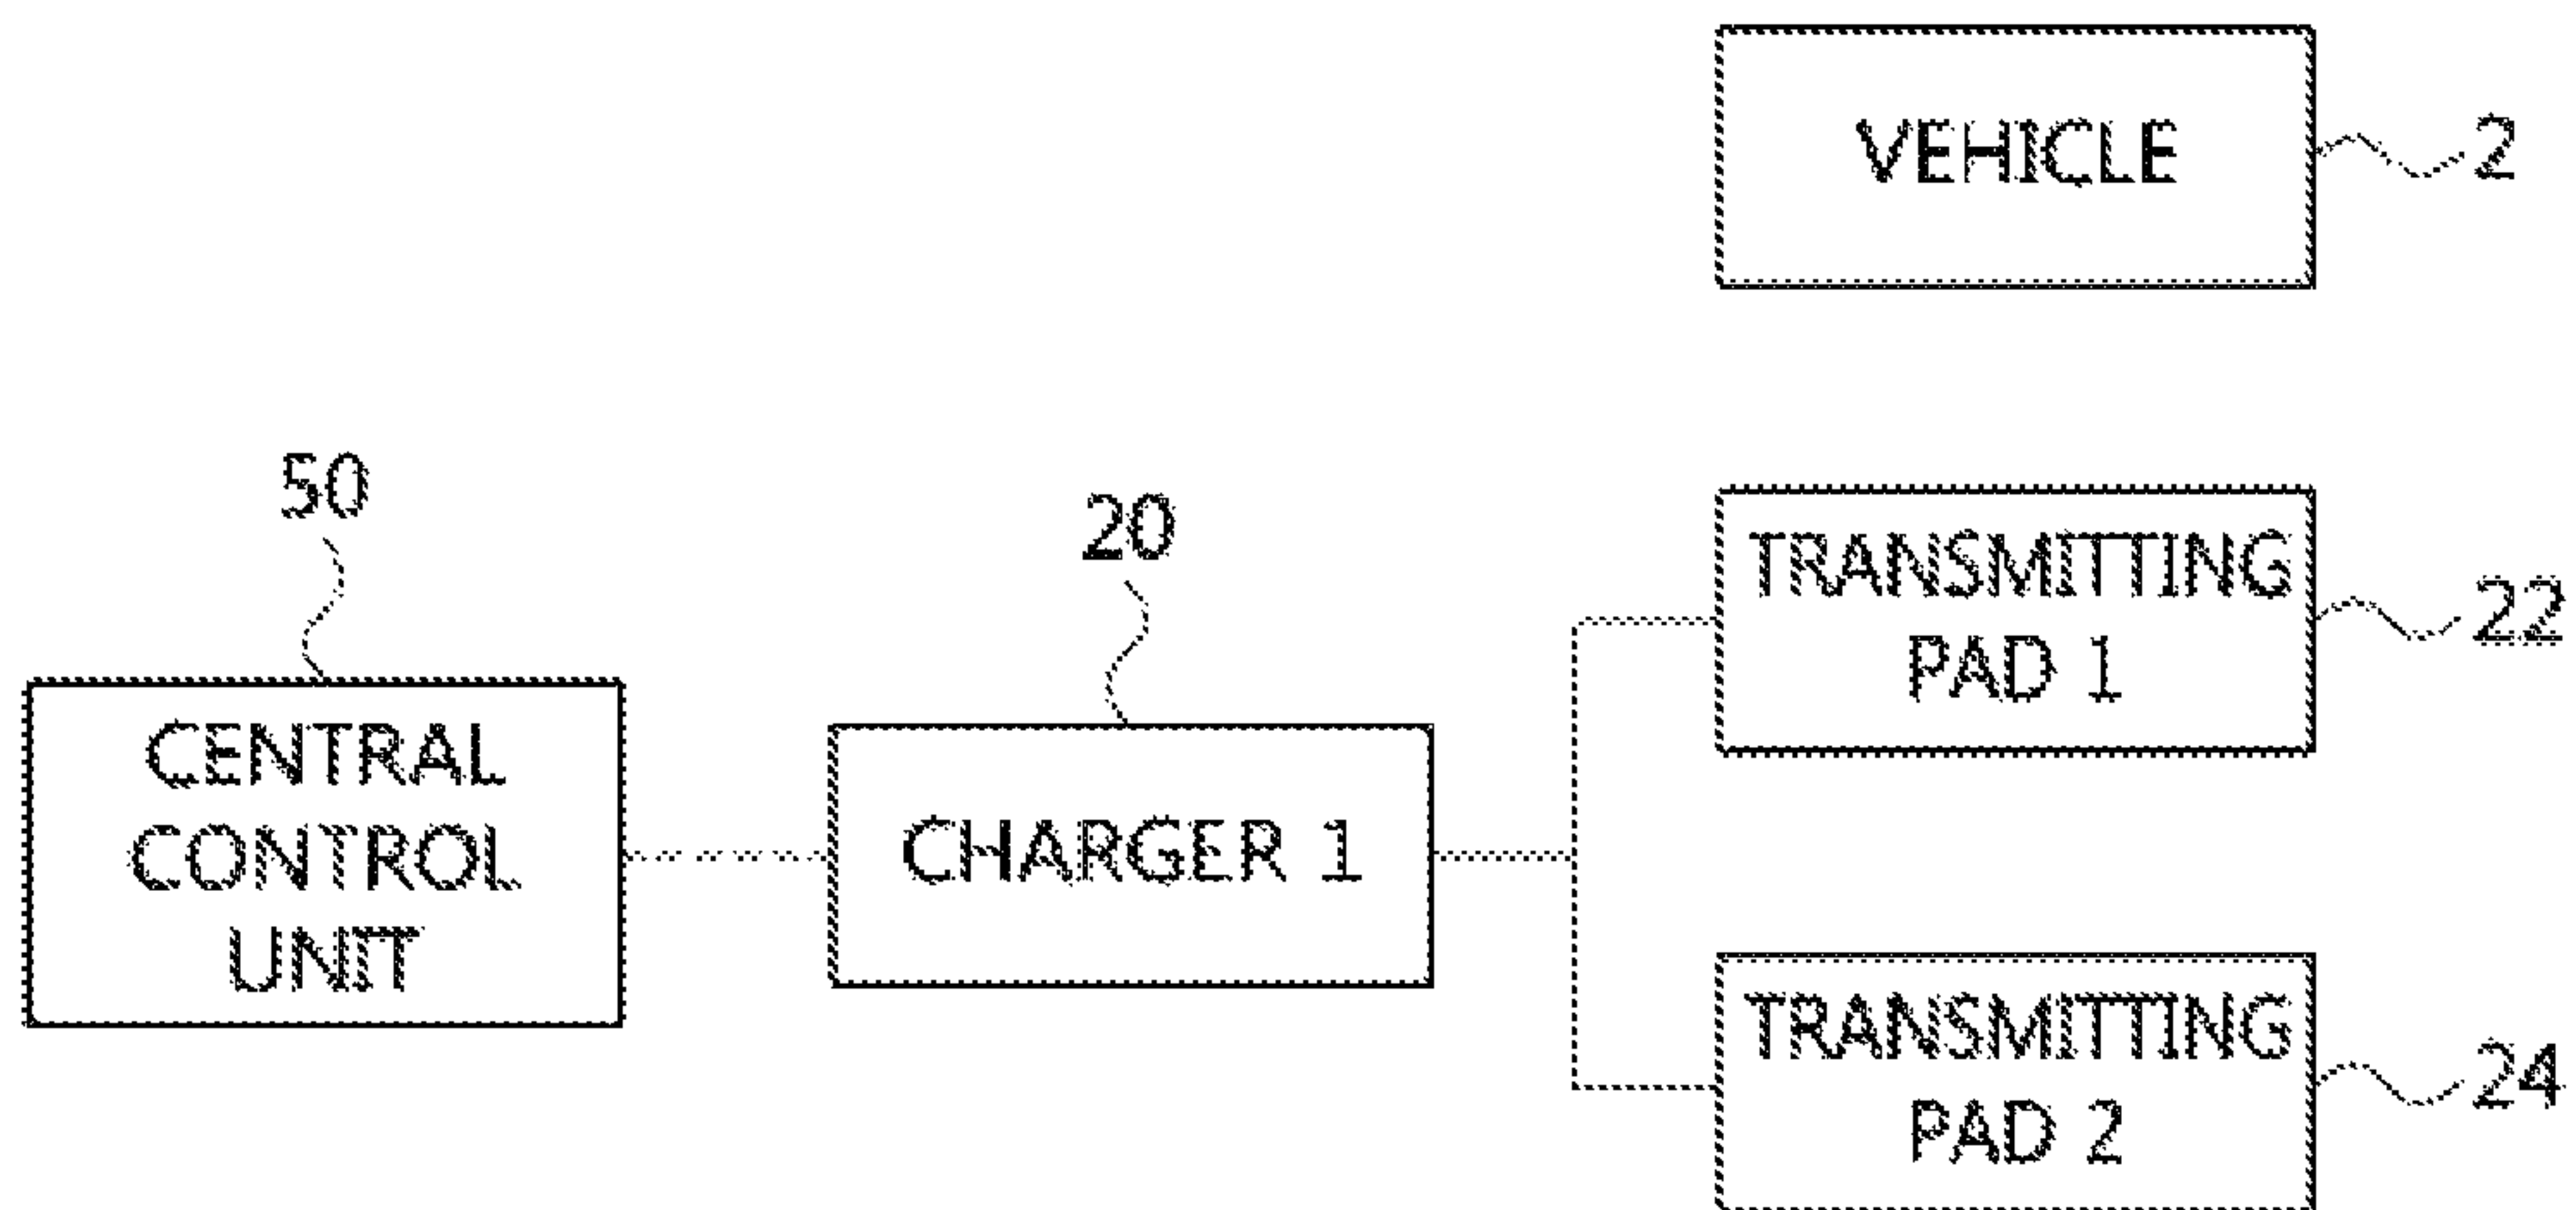 VEHICLE
2
50
20
TRANSMITTING
PAD 1
22
CENTRAL
CONTROL
UNIT
CHARGER 1
TRANSMITTING
PAD 2
24